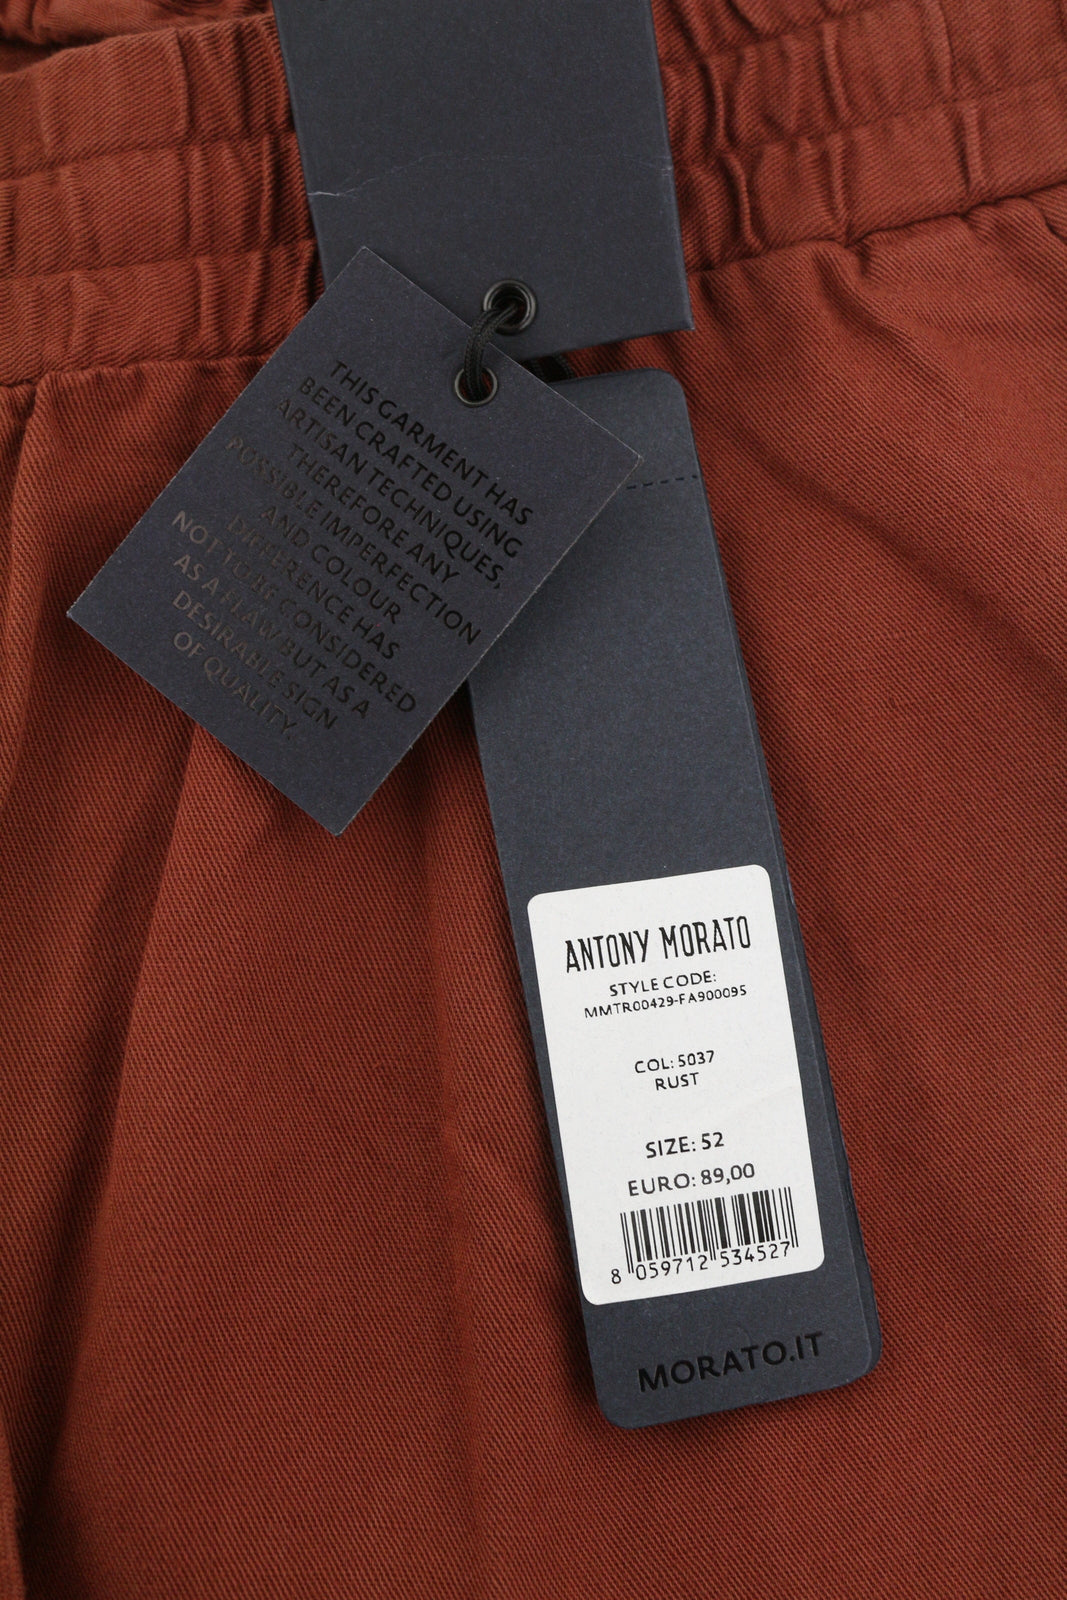 THIS GARMENT HAS
BEEN CRAFTED USING
ARTISAN TECHNIQUES,
THEREFORE ANY
POSSIBLE IMPERFECTION
AND COLOUR
DIFFERENCE HAS
NOT TO BE CONSIDERED
AS A FLAW BUT AS A
DESIRABLE SIGN
OF QUALITY.
ANTONY MORATO
STYLE CODE:
MMTR00429-FA900095
COL: 5037
RUST
SIZE: 52
EURO: 89,00
8 059712 534527
MORATO.IT